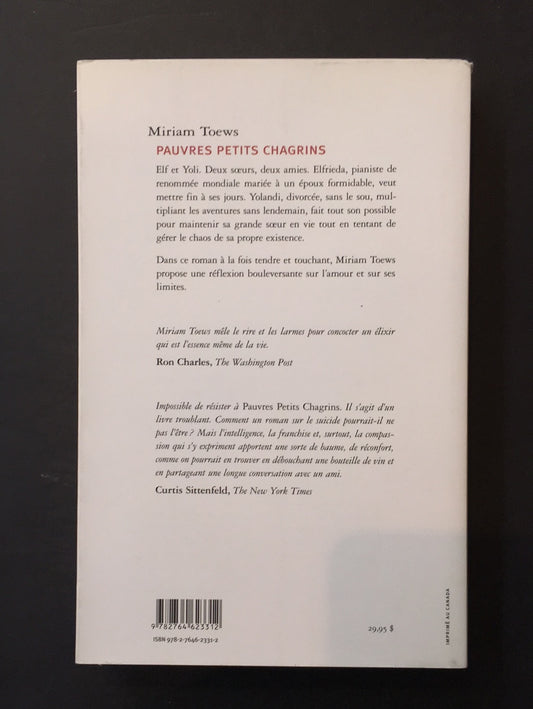 Miriam Toews
PAUVRES PETITS CHAGRINS
Elf et Yoli. Deux sœurs, deux amies. Elfrieda, pianiste de
renommée mondiale mariée à un époux formidable, veut
mettre fin à ses jours. Yolandi, divorcée, sans le sou, mul-
tipliant les aventures sans lendemain, fait tout son possible
pour maintenir sa grande sœur en vie tout en tentant de
gérer le chaos de sa propre existence.
Dans ce roman à la fois tendre et touchant, Miriam Toews
propose une réflexion bouleversante sur l'amour et sur ses
limites.
Miriam Toews mêle le rire et les larmes pour concocter un élixir
qui est l'essence même de la vie.
Ron Charles, The Washington Post
Impossible de résister à Pauvres Petits Chagrins. Il s'agit d'un
livre troublant. Comment un roman sur le suicide pourrait-il ne
pas l'être ? Mais l'intelligence, la franchise et, surtout, la compas-
sion qui s'y expriment apportent une sorte de baume, de réconfort,
comme on pourrait en trouver en débouchant une bouteille de vin et
en partageant une longue conversation avec un ami.
Curtis Sittenfeld, The New York Times
9 782764 623312
ISBN 978-2-7646-2331-2
29,95 $
IMPRIMÉ AU CANADA